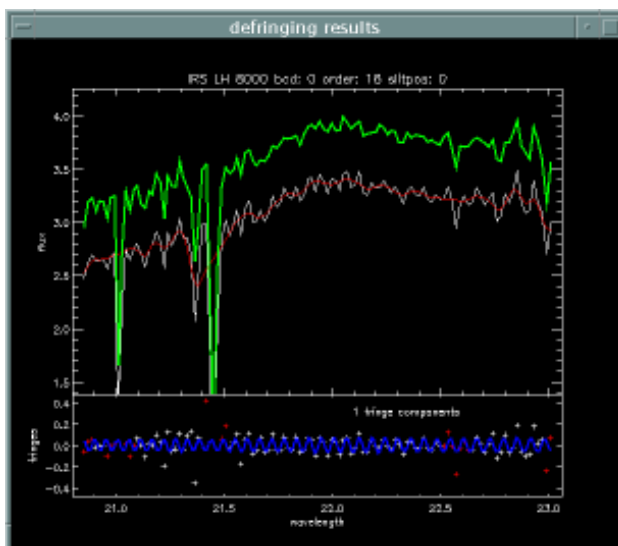 defringing results
IRS LH 8000 bcd: 0 order: 18 slitpos: 0
4.0
3.5
flux
3.0
2.5
2.0
1.5
1 fringe components
0.4
0.2
fringes
0.0
-0.2
-0.4
21.0 21.5 22.0 22.5 23.0
wavelength